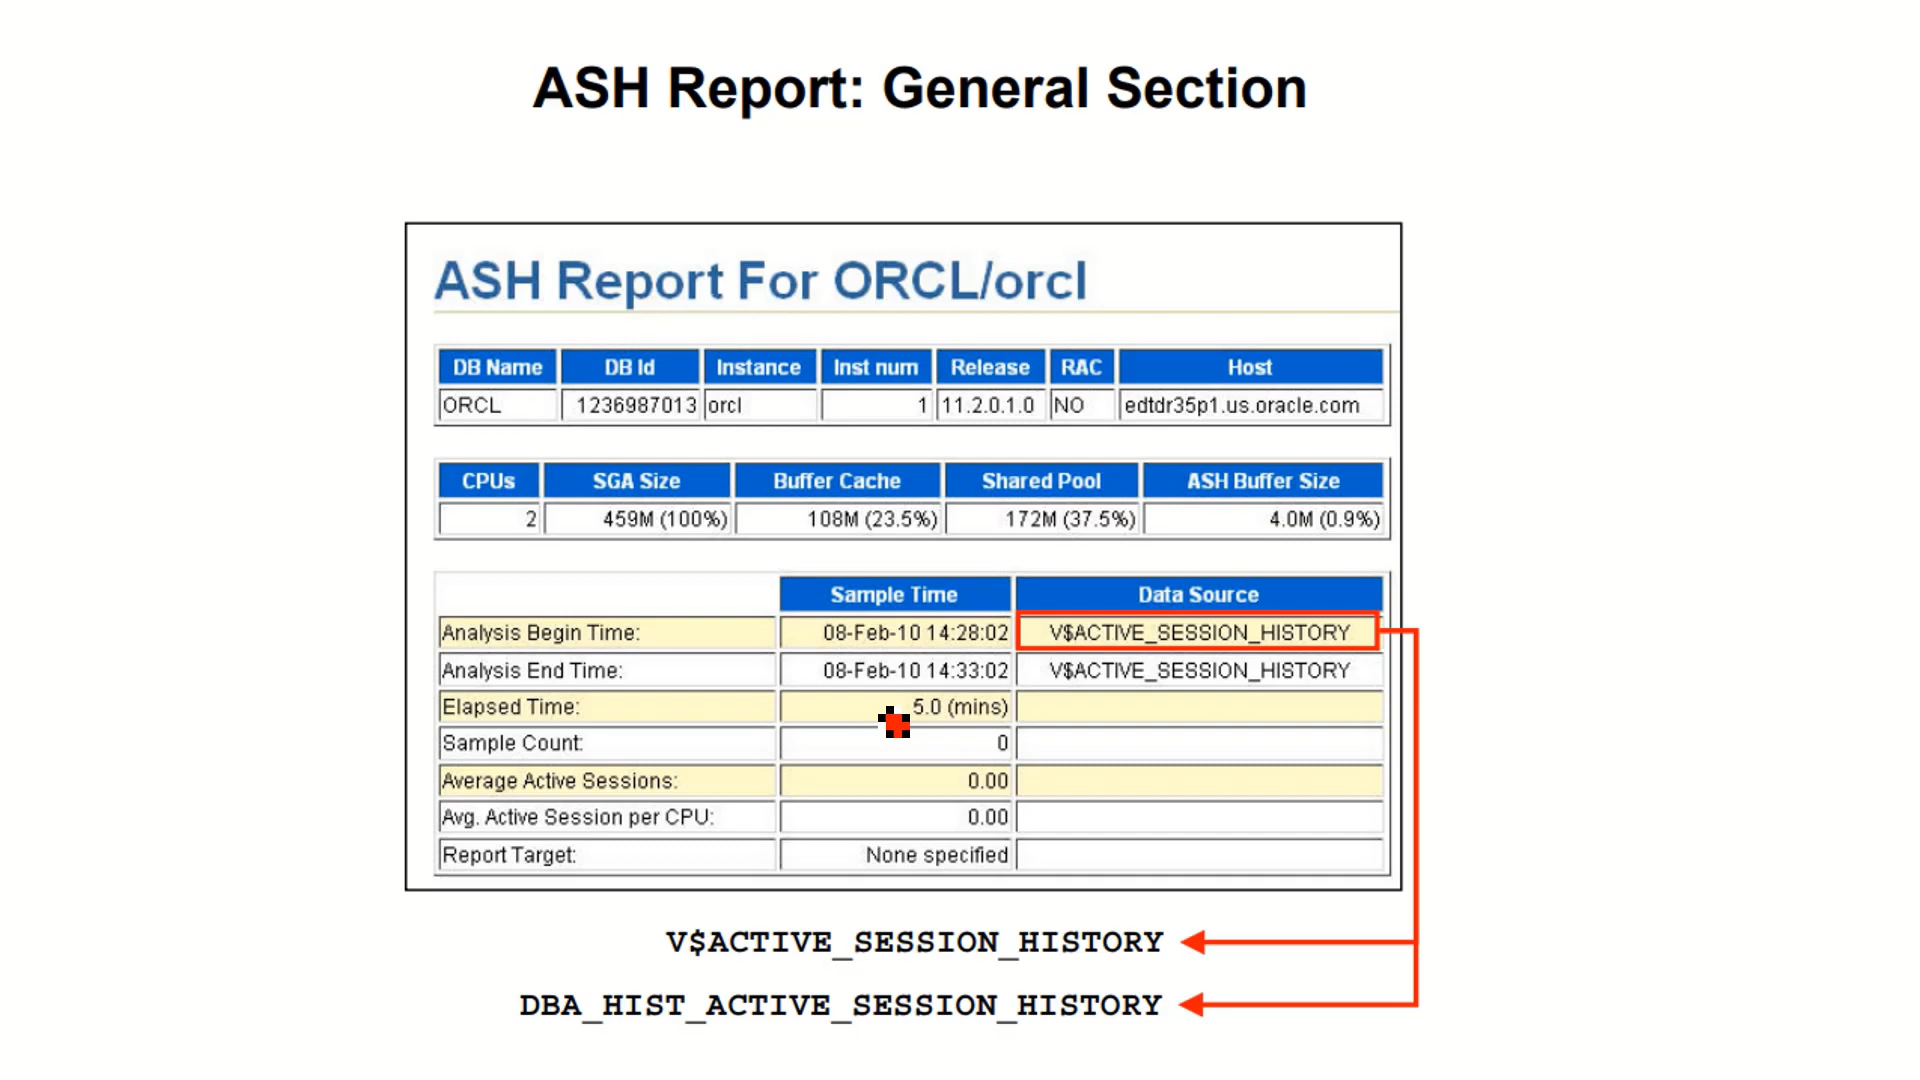 ASH Report: General Section
ASH Report For ORCL/orcl
DB Name DB Id Instance Inst num Release RAC Host
ORCL 1236987013 orcl 1 11.2.0.1.0 NO edtdr35p1.us.oracle.com
CPUs SGA Size Buffer Cache Shared Pool ASH Buffer Size
2 459M (100%) 108M (23.5%) 172M (37.5%) 4.0M (0.9%)
Sample Time Data Source
Analysis Begin Time: 08-Feb-10 14:28:02 V$ACTIVE_SESSION_HISTORY
Analysis End Time: 08-Feb-10 14:33:02 V$ACTIVE_SESSION_HISTORY
Elapsed Time: 5.0 (mins)
Sample Count: 0
Average Active Sessions: 0.00
Avg. Active Session per CPU: 0.00
Report Target: None specified
V$ACTIVE_SESSION_HISTORY
DBA_HIST_ACTIVE_SESSION_HISTORY